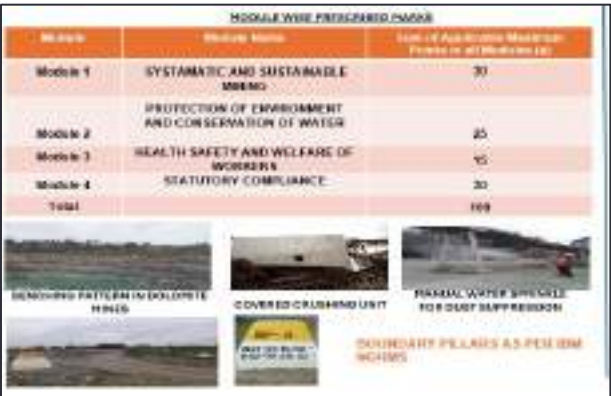 MODULE WISE PRESCRIBED MARKS
Module Module Name Sum of Applicable Maximum
Points in all Modules (a)
Module 1 SYSTAMATIC AND SUSTAINABLE
MINING 30
PROTECTION OF ENVIRONMENT
AND CONSERVATION OF WATER
Module 2 25
Module 3 HEALTH SAFETY AND WELFARE OF
WORKERS 15
Module 4 STATUTORY COMPLIANCE 30
Total 100
BENCHING PATTERN IN DOLOMITE
MINES
COVERED CRUSHING UNIT
MANUAL WATER SPRINKLE
FOR DUST SUPPRESSION
BOUNDARY PILLARS AS PER IBM
NORMS